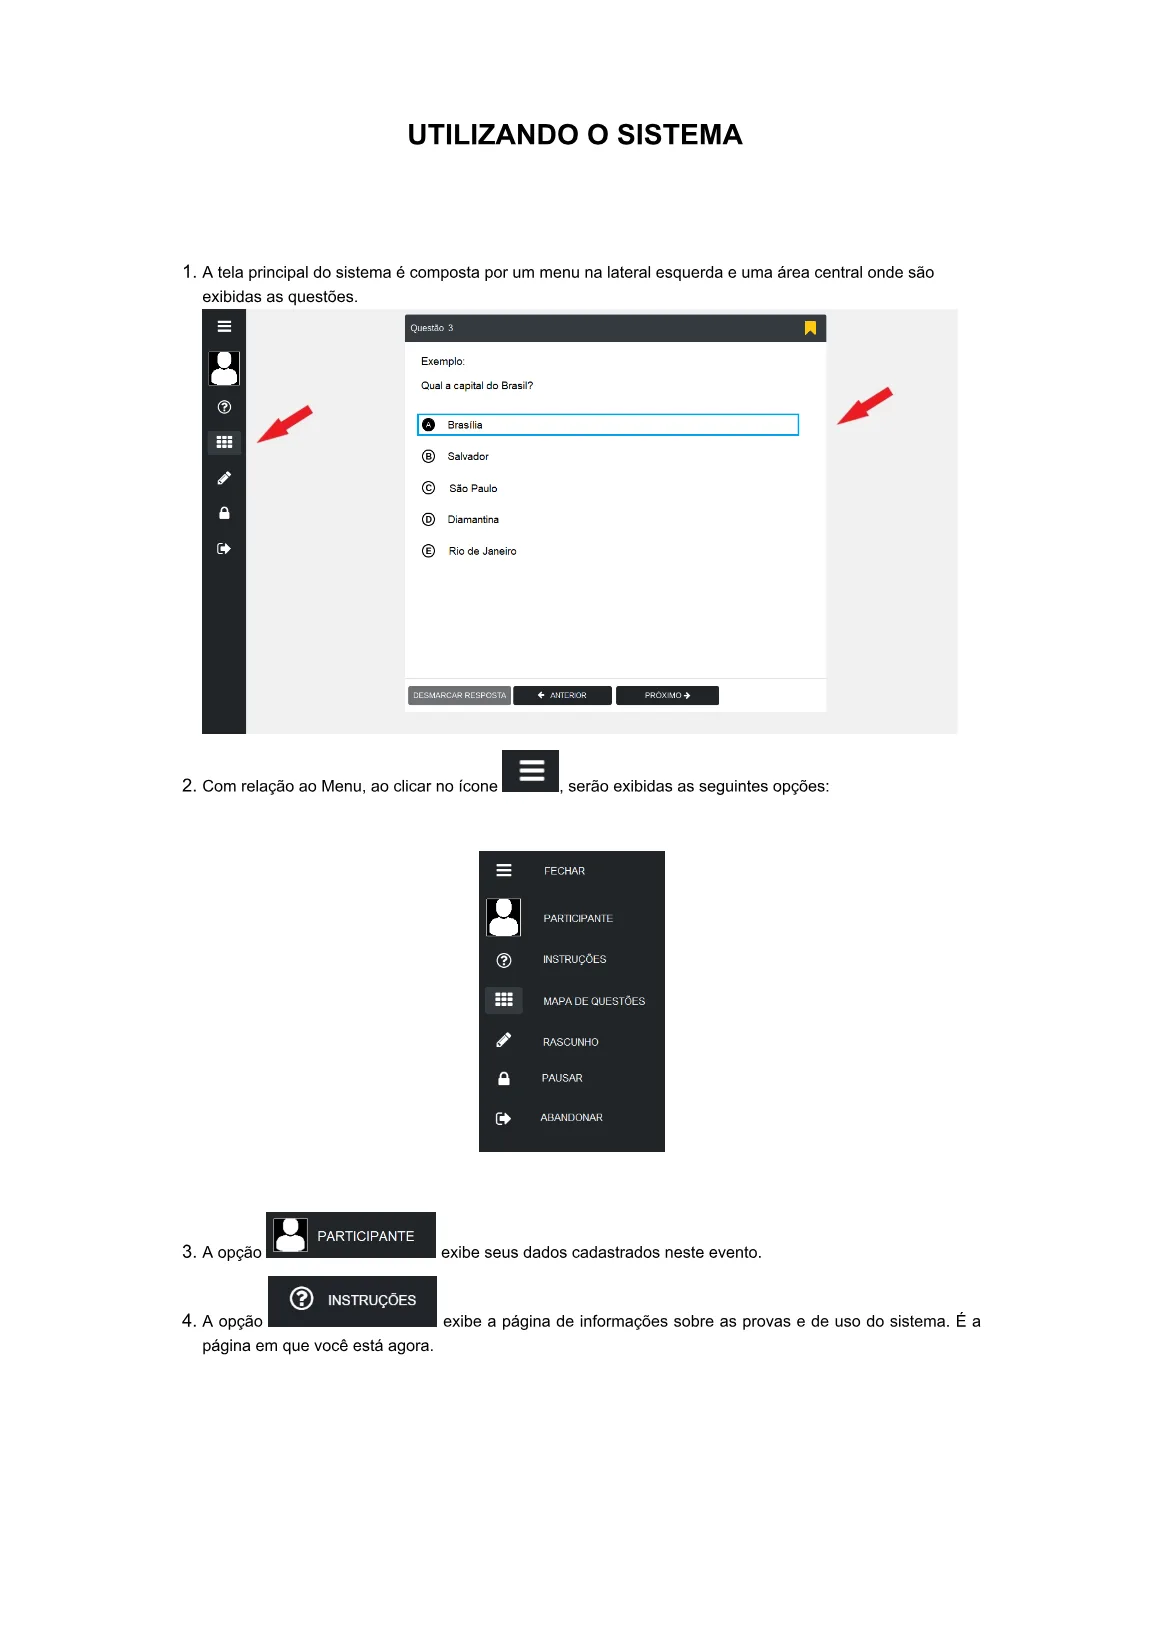 UTILIZANDO O SISTEMA
1. A tela principal do sistema é composta por um menu na lateral esquerda e uma área central onde são
exibidas as questões.
Questão 3
Exemplo:
Qual a capital do Brasil?
A Brasília
B Salvador
C São Paulo
D Diamantina
E Rio de Janeiro
DESMARCAR RESPOSTA ANTERIOR PRÓXIMO
2. Com relação ao Menu, ao clicar no ícone , serão exibidas as seguintes opções:
FECHAR
PARTICIPANTE
INSTRUÇÕES
MAPA DE QUESTÕES
RASCUNHO
PAUSAR
ABANDONAR
3. A opção PARTICIPANTE exibe seus dados cadastrados neste evento.
4. A opção INSTRUÇÕES exibe a página de informações sobre as provas e de uso do sistema. É a
página em que você está agora.